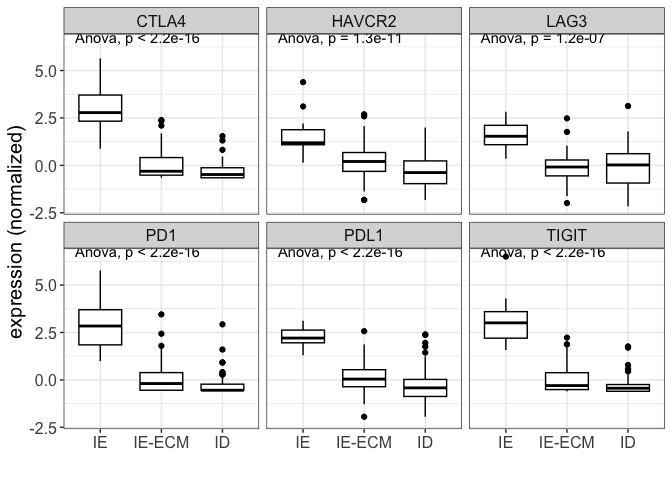 CTLA4 HAVCR2 LAG3
Anova, p < 2.2e-16 Anova, p = 1.3e-11 Anova, p = 1.2e-07
5.0
2.5
0.0
-2.5
PD1 PDL1 TIGIT
Anova, p < 2.2e-16 Anova, p < 2.2e-16 Anova, p < 2.2e-16
5.0
2.5
0.0
-2.5
IE IE-ECM ID IE IE-ECM ID IE IE-ECM ID
expression (normalized)